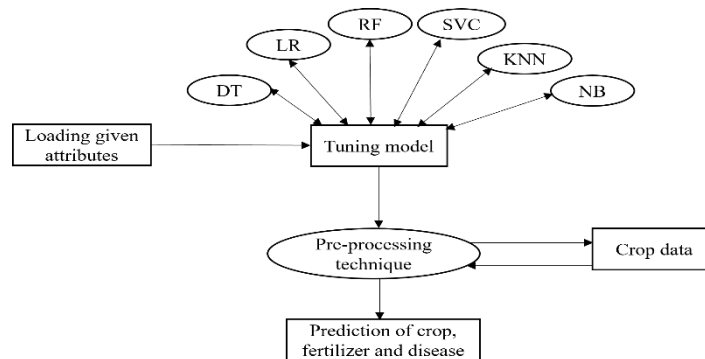 RF
SVC
LR
KNN
DT
NB
Loading given
attributes
Tuning model
Pre-processing
technique
Crop data
Prediction of crop,
fertilizer and disease